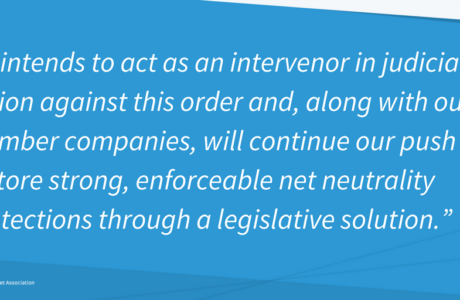 intends to act as an intervenor in judicia
ion against this order and, along with ou
mber companies, will continue our push
tore strong, enforceable net neutrality
tections through a legislative solution.”
et Association